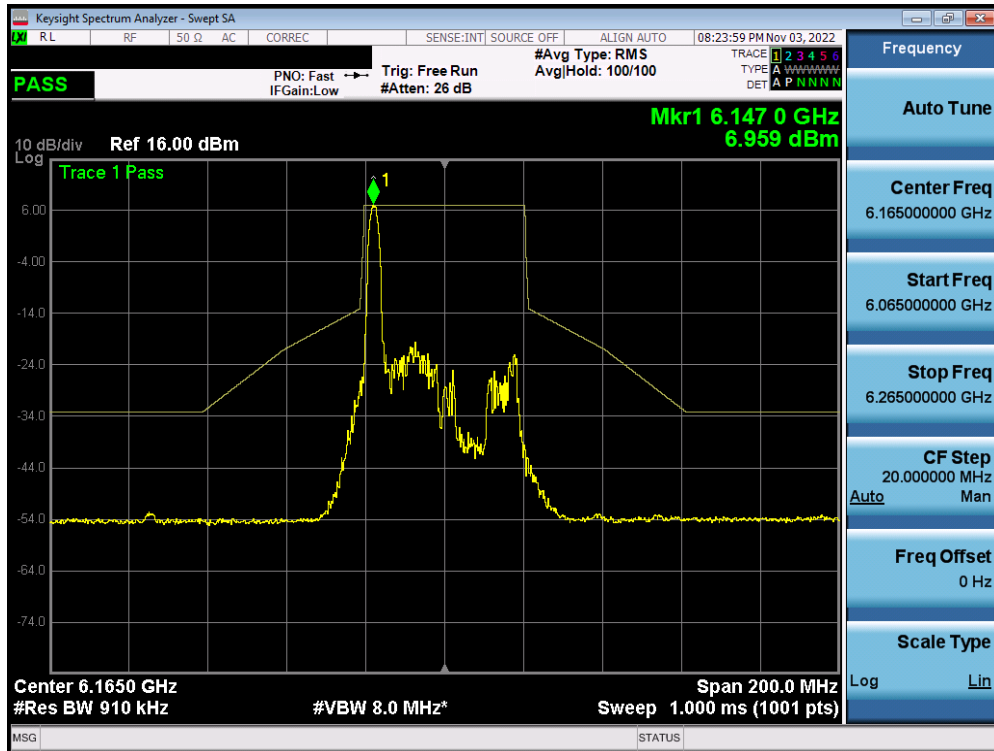 Keysight Spectrum Analyzer - Swept SA
LXI RL RF 50 Ω AC CORREC SENSE:INT SOURCE OFF ALIGN AUTO 08:23:59 PM Nov 03, 2022
PASS
PNO: Fast
IFGain:Low
Trig: Free Run
#Atten: 26 dB
#Avg Type: RMS
Avg|Hold: 100/100
TRACE 1 2 3 4 5 6
TYPE A WWWWW
DET A P N N N N
Mkr1 6.147 0 GHz
6.959 dBm
10 dB/div
Log
Ref 16.00 dBm
Trace 1 Pass
1
6.00
-4.00
-14.0
-24.0
-34.0
-44.0
-54.0
-64.0
-74.0
Center 6.1650 GHz
Span 200.0 MHz
#Res BW 910 kHz
#VBW 8.0 MHz*
Sweep 1.000 ms (1001 pts)
MSG
STATUS
Frequency
Auto Tune
Center Freq
6.165000000 GHz
Start Freq
6.065000000 GHz
Stop Freq
6.265000000 GHz
CF Step
20.000000 MHz
Auto Man
Freq Offset
0 Hz
Scale Type
Log Lin